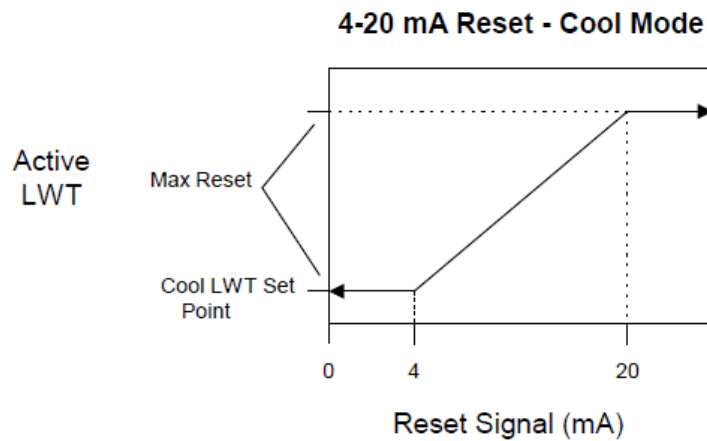 4-20 mA Reset - Cool Mode
Active
LWT
Max Reset
Cool LWT Set
Point
0
4
20
Reset Signal (mA)